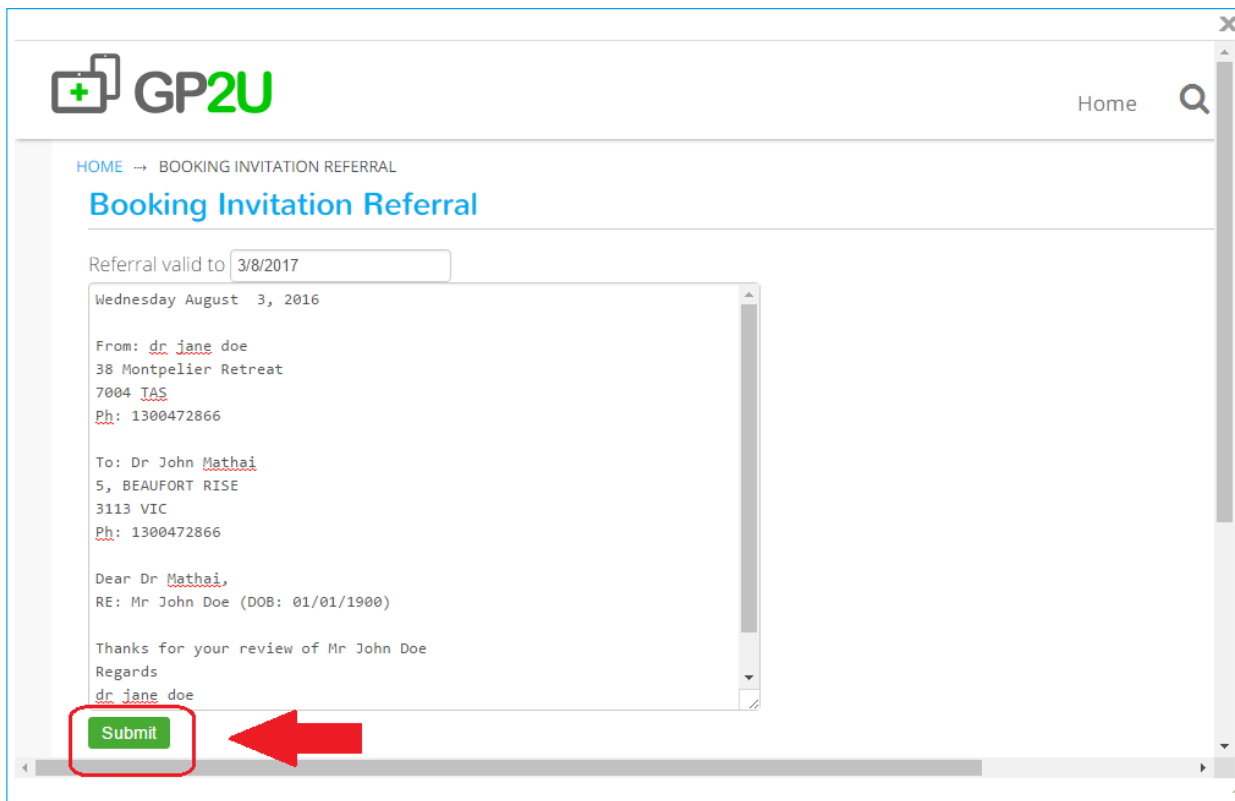 GP2U
Home
HOME → BOOKING INVITATION REFERRAL
Booking Invitation Referral
Referral valid to 3/8/2017
Wednesday August  3, 2016
From: dr jane doe
38 Montpelier Retreat
7004 TAS
Ph: 1300472866
To: Dr John Mathai
5, BEAUFORT RISE
3113 VIC
Ph: 1300472866
Dear Dr Mathai,
RE: Mr John Doe (DOB: 01/01/1900)
Thanks for your review of Mr John Doe
Regards
dr jane doe
Submit